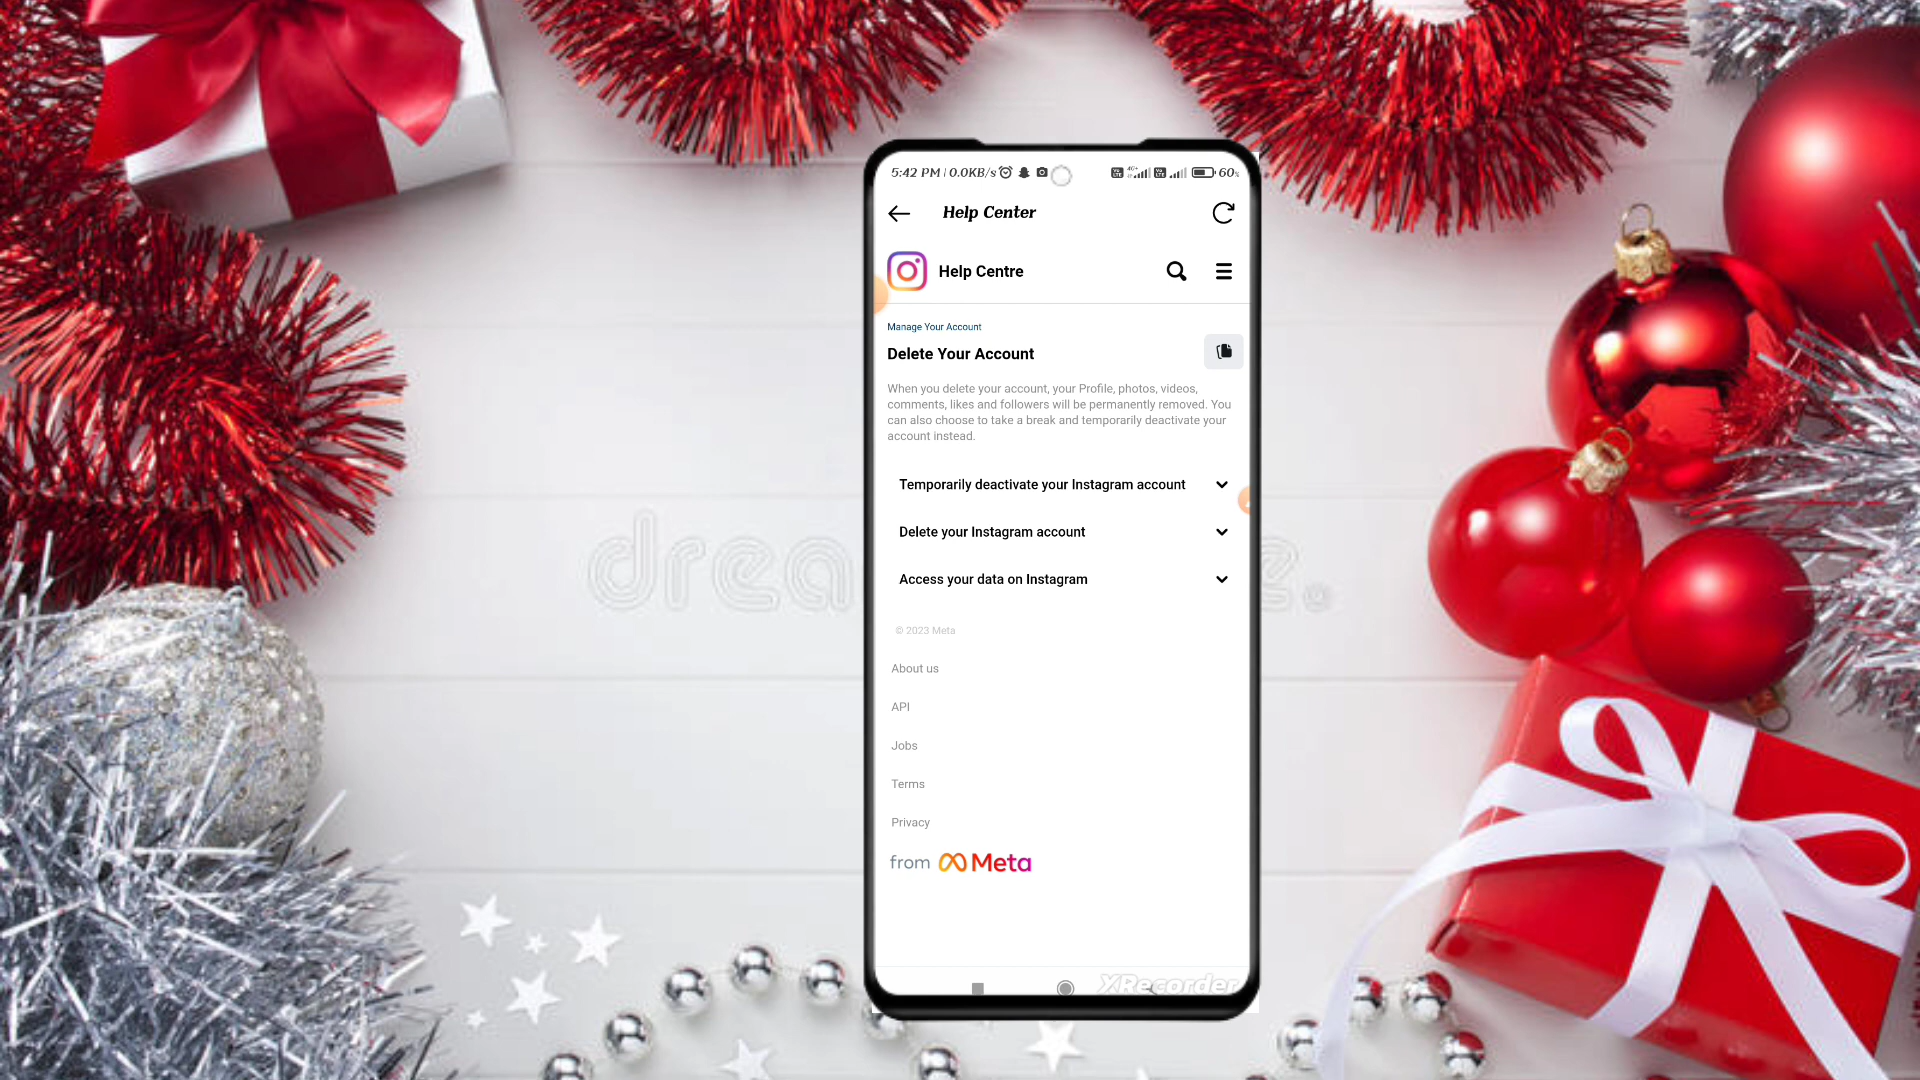 5:42 PM | 0.0KB/s
60
Help Center
Help Centre
Manage Your Account
Delete Your Account
When you delete your account, your Profile, photos, videos,
comments, likes and followers will be permanently removed. You
can also choose to take a break and temporarily deactivate your
account instead.
Temporarily deactivate your Instagram account
Delete your Instagram account
drea
e.
Access your data on Instagram
© 2023 Meta
About us
API
Jobs
Terms
Privacy
from Meta
XRecorder